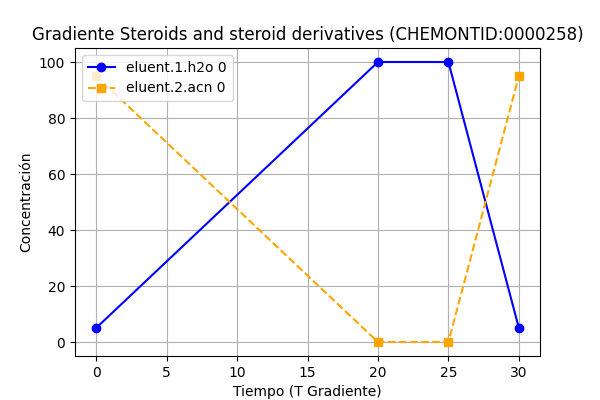 Gradiente Steroids and steroid derivatives (CHEMONTID:0000258)
eluent.1.h2o 0
eluent.2.acn 0
100
80
60
40
20
0
Concentración
0 5 10 15 20 25 30
Tiempo (T Gradiente)